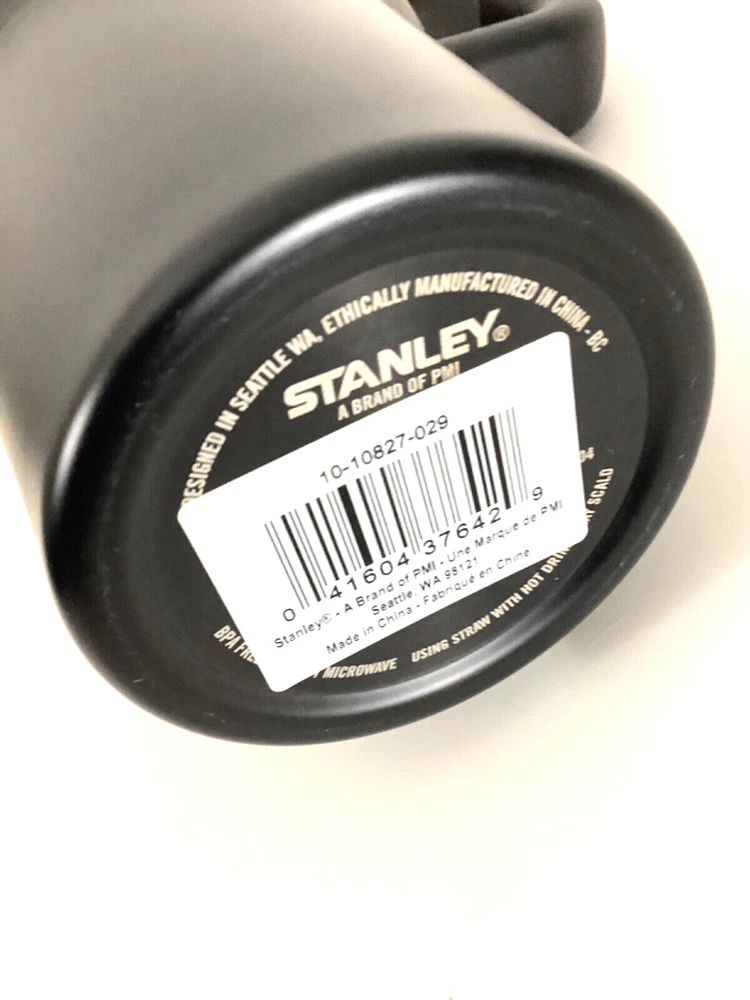 DESIGNED IN SEATTLE WA, ETHICALLY MANUFACTURED IN CHINA - BC
STANLEY®
A BRAND OF PMI
10-10827-029
0 41604 37642 9
Stanley® - A Brand of PMI - Une Marque de PMI
Seattle, WA 98121
Made in China - Fabriqué en Chine
04
BPA FREE
MICROWAVE
USING STRAW WITH HOT DRIN
SCALD